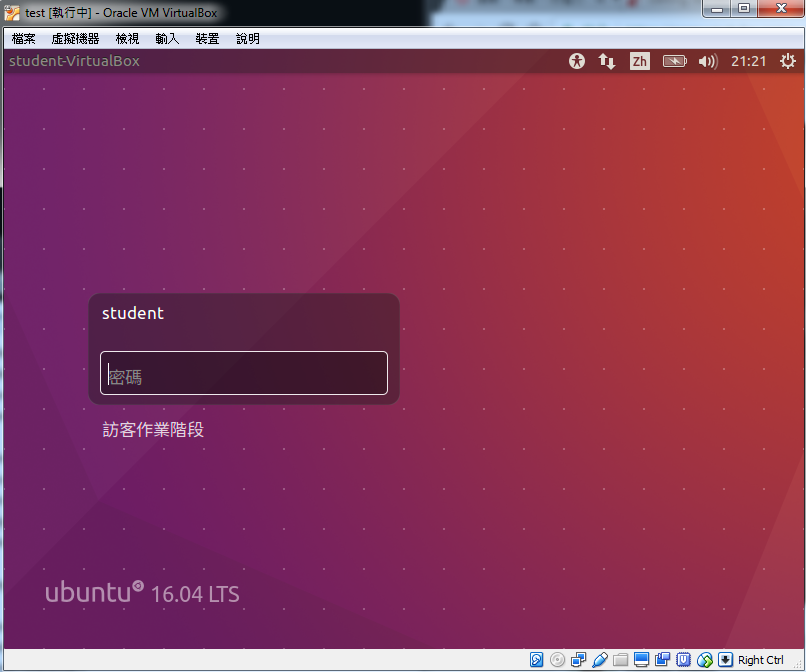 test [執行中] - Oracle VM VirtualBox
檔案 虛擬機器 檢視 輸入 裝置 說明
student-VirtualBox Zh 21:21
student
密碼
訪客作業階段
ubuntu 16.04 LTS
Right Ctrl